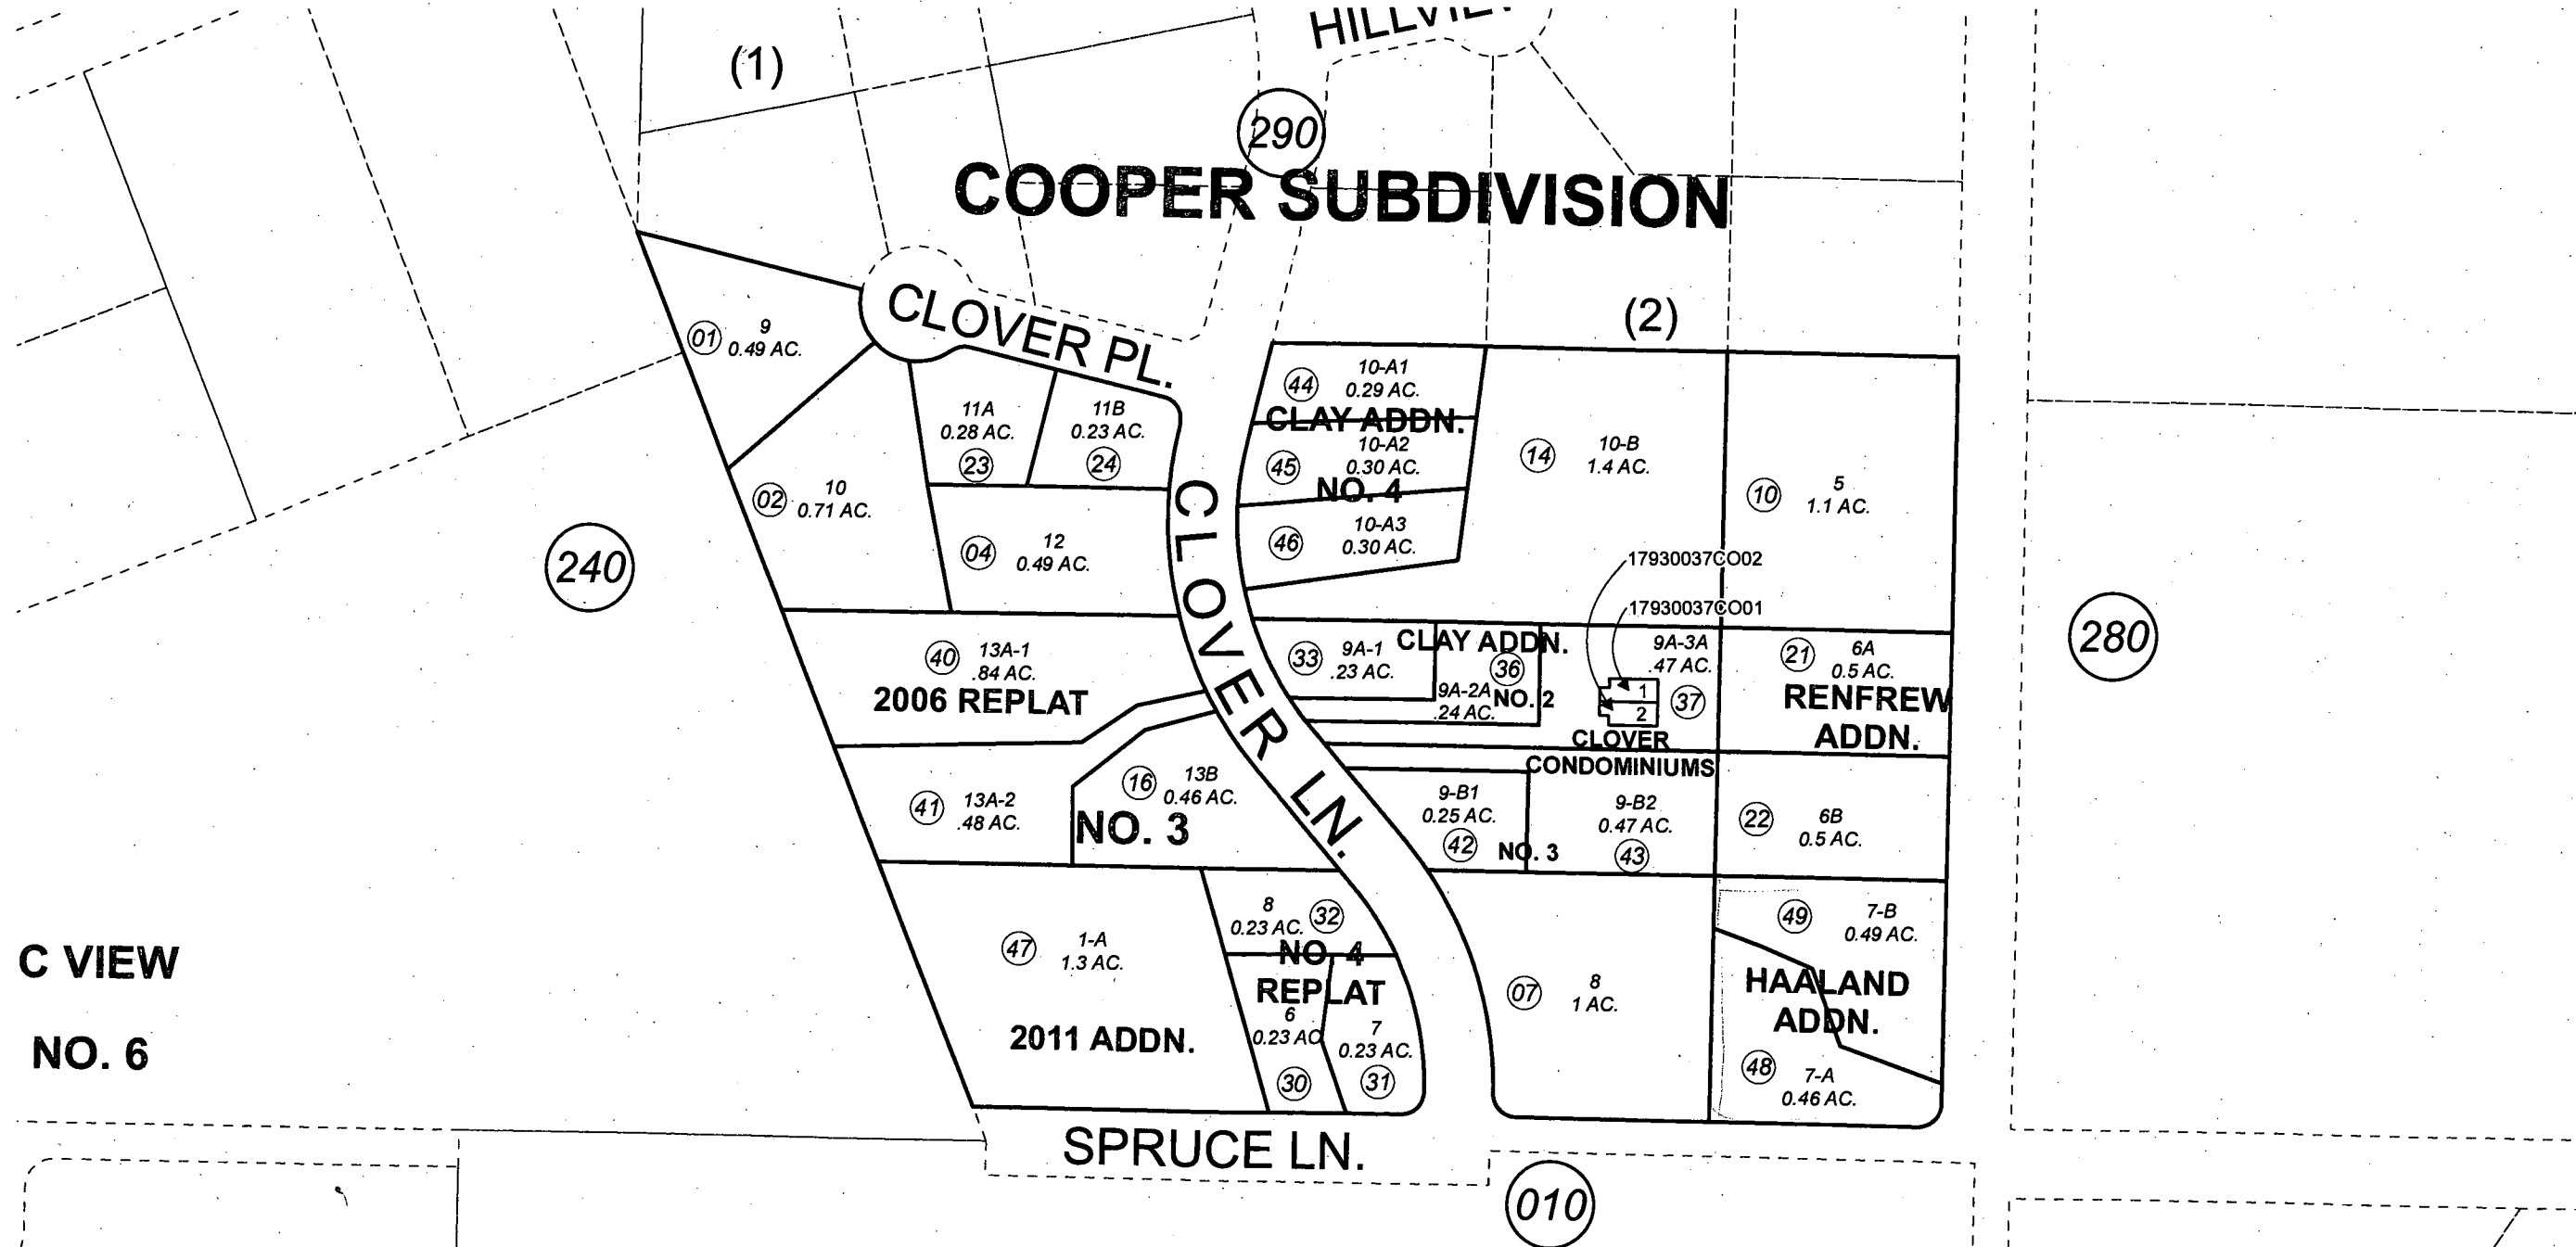 (1)
290
COOPER SUBDIVISION
(2)
CLOVER PL.
01
9
0.49 AC.
02
10
0.71 AC.
11A
0.28 AC.
23
11B
0.23 AC.
24
04
12
0.49 AC.
CLOVER LN.
44
10-A1
0.29 AC.
CLAY ADDN.
45
10-A2
0.30 AC.
NO. 4
46
10-A3
0.30 AC.
14
10-B
1.4 AC.
10
5
1.1 AC.
17930037CO02
17930037CO01
240
280
40
13A-1
.84 AC.
2006 REPLAT
33
9A-1
.23 AC.
CLAY ADDN.
36
9A-2A
.24 AC.
NO. 2
9A-3A
.47 AC.
1
2
37
CLOVER
CONDOMINIUMS
21
6A
0.5 AC.
RENFREW
ADDN.
41
13A-2
.48 AC.
16
13B
0.46 AC.
NO. 3
9-B1
0.25 AC.
42
NO. 3
9-B2
0.47 AC.
43
22
6B
0.5 AC.
47
1-A
1.3 AC.
2011 ADDN.
8
0.23 AC.
32
NO. 4
REPLAT
6
0.23 AC
30
7
0.23 AC.
31
07
8
1 AC.
49
7-B
0.49 AC.
HAALAND
ADDN.
48
7-A
0.46 AC.
C VIEW
NO. 6
SPRUCE LN.
010